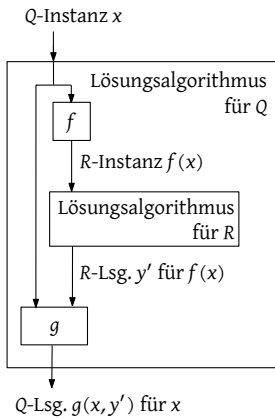 Q-Instanz x
Lösungsalgorithmus
für Q
f
R-Instanz f(x)
Lösungsalgorithmus
für R
R-Lsg. y′ für f(x)
g
Q-Lsg. g(x, y′) für x